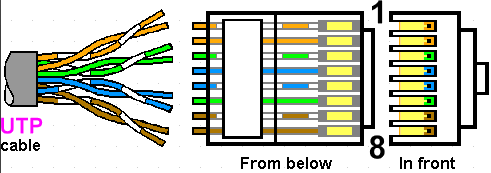 1
UTP
cable
8
From below
In front